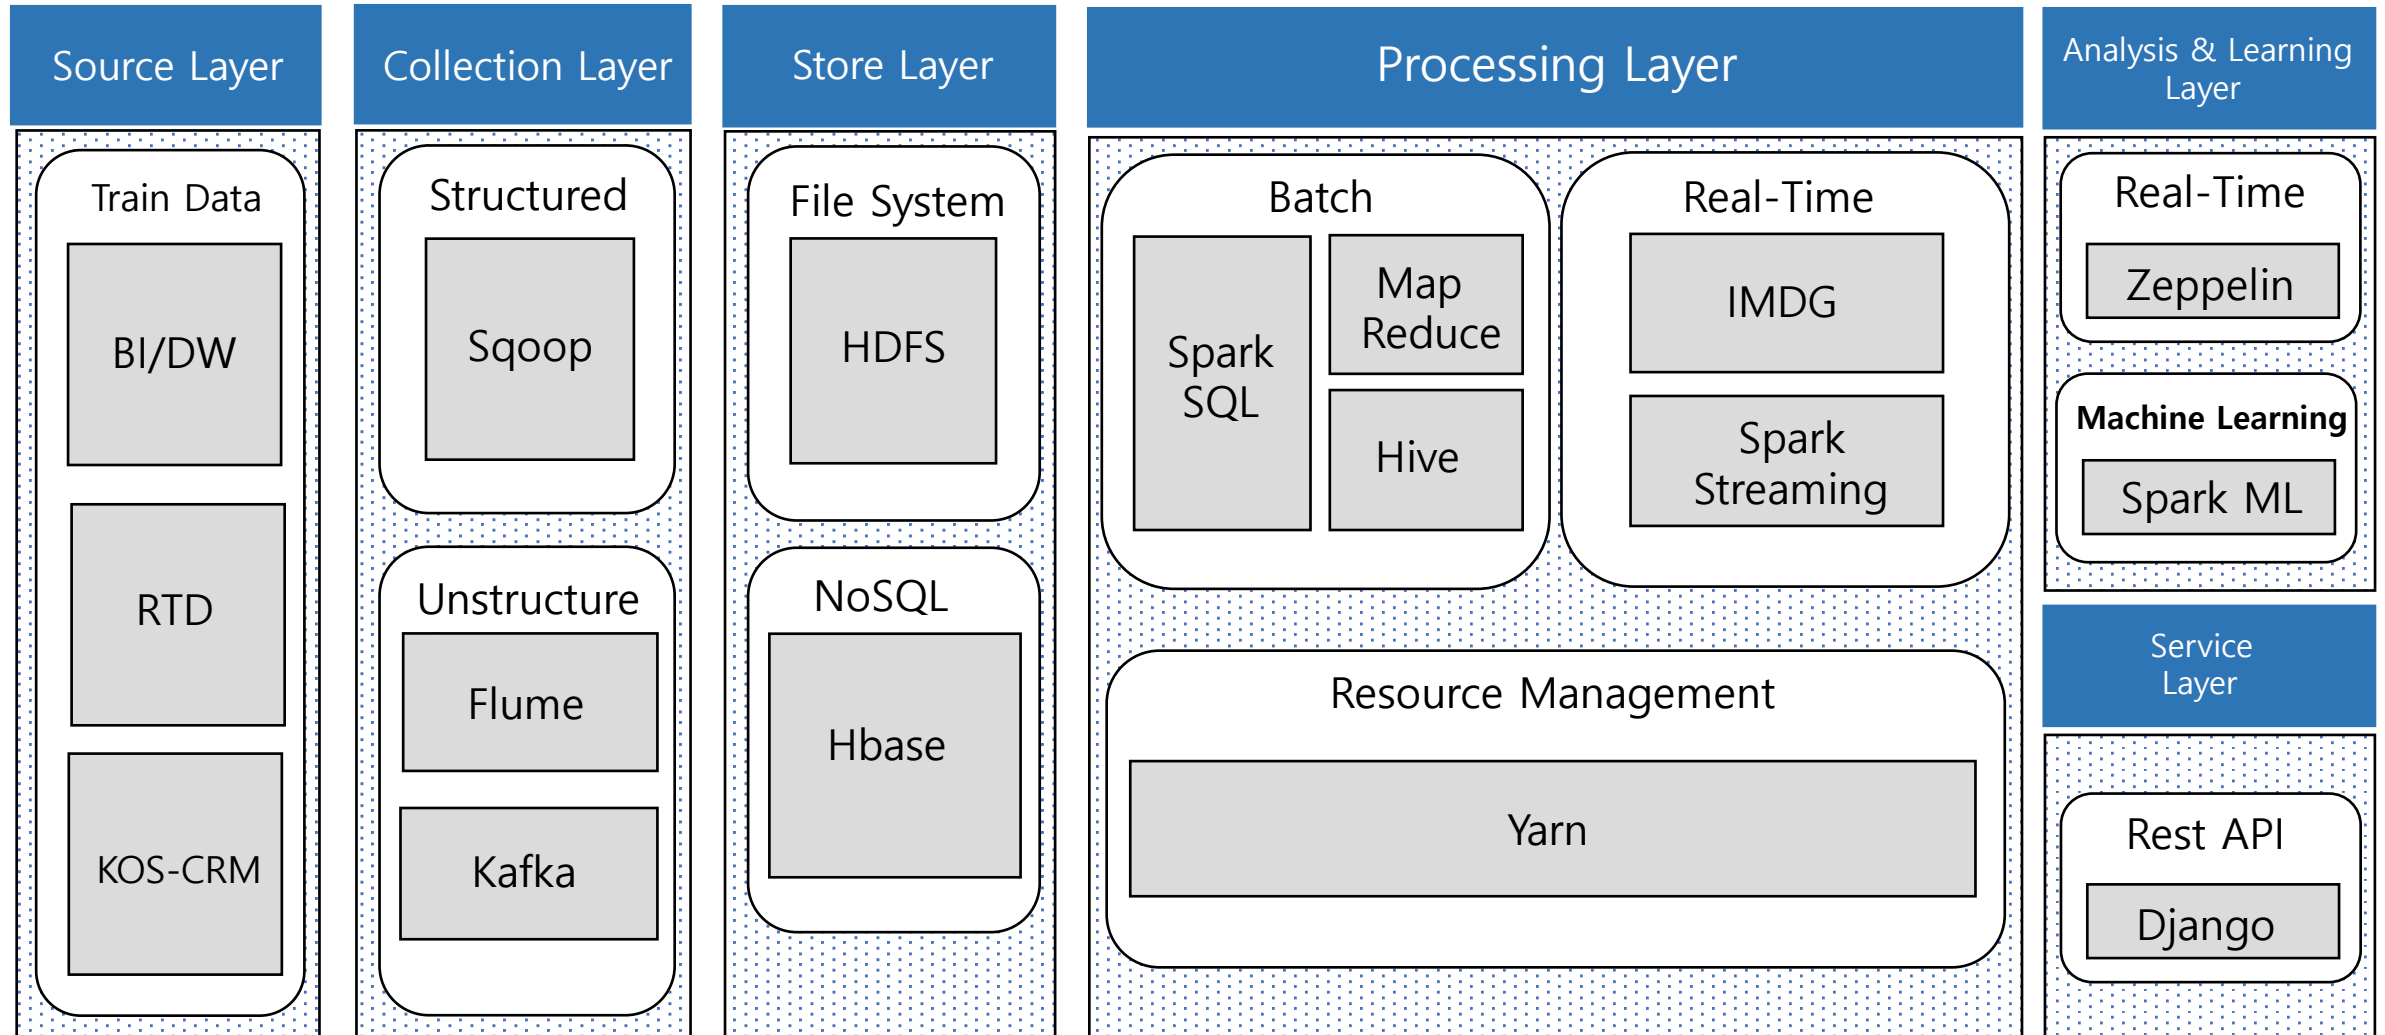 Source Layer
Train Data
BI/DW
RTD
KOS-CRM
Collection Layer
Structured
Sqoop
Unstructure
Flume
Kafka
Store Layer
File System
HDFS
NoSQL
Hbase
Processing Layer
Batch
Spark
SQL
Map
Reduce
Hive
Real-Time
IMDG
Spark
Streaming
Resource Management
Yarn
Analysis & Learning
Layer
Real-Time
Zeppelin
Machine Learning
Spark ML
Service
Layer
Rest API
Django